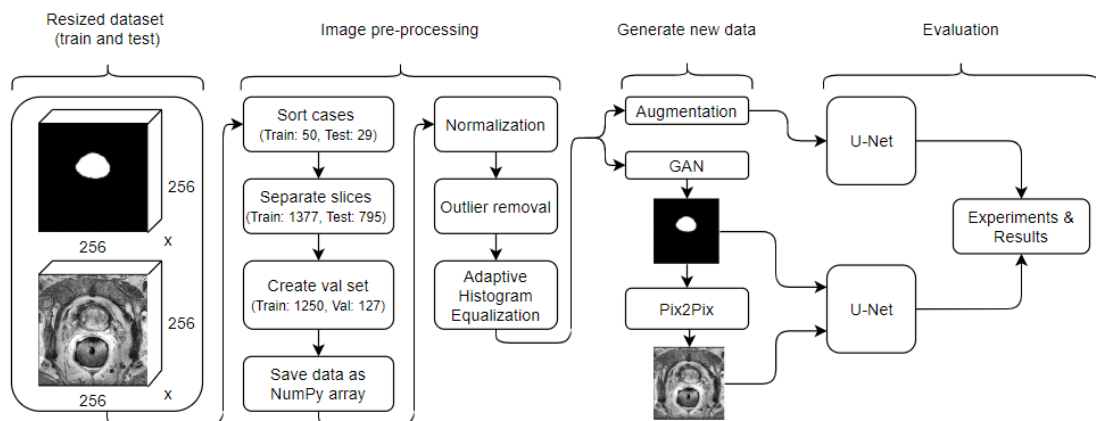 Resized dataset
(train and test)
Image pre-processing
Generate new data
Evaluation
256
256
x
256
256
x
Sort cases
(Train: 50, Test: 29)
Separate slices
(Train: 1377, Test: 795)
Create val set
(Train: 1250, Val: 127)
Save data as
NumPy array
Normalization
Outlier removal
Adaptive
Histogram
Equalization
Augmentation
GAN
Pix2Pix
U-Net
U-Net
Experiments &
Results